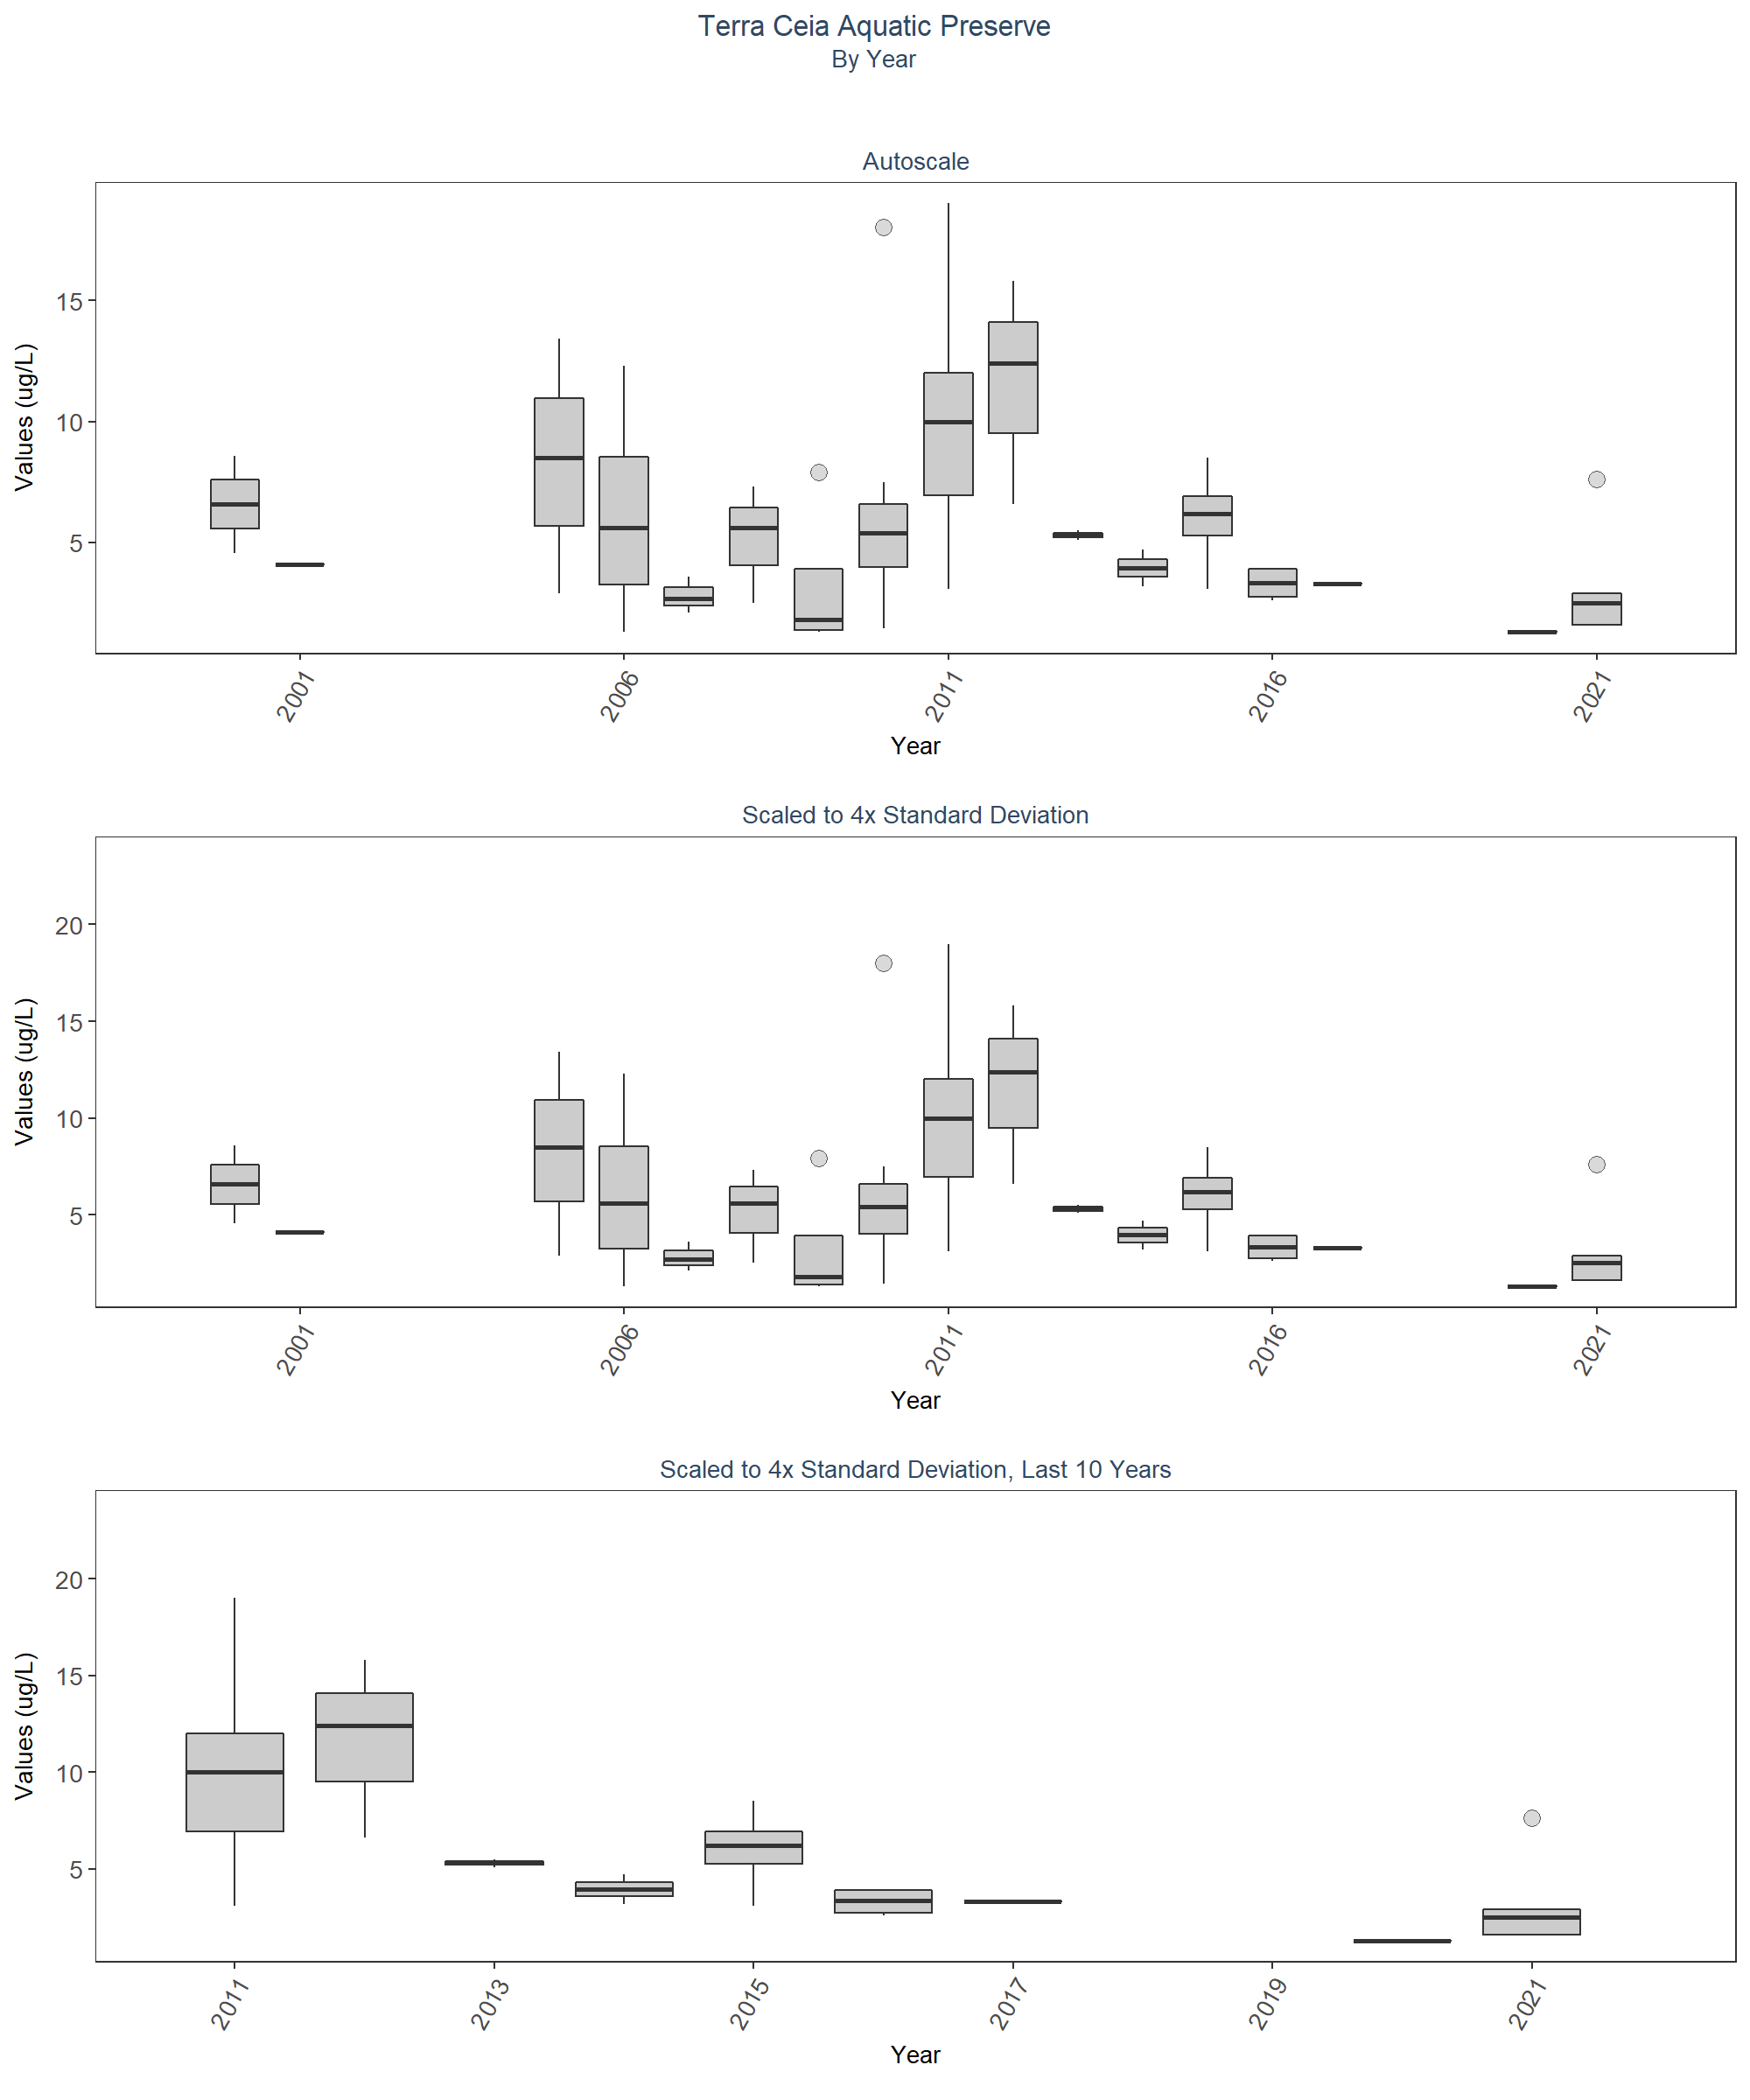 Terra Ceia Aquatic Preserve
By Year
Autoscale
Values (ug/L)
15
10
5
2001 2006 2011 2016 2021
Year
Scaled to 4x Standard Deviation
Values (ug/L)
20
15
10
5
2001 2006 2011 2016 2021
Year
Scaled to 4x Standard Deviation, Last 10 Years
Values (ug/L)
20
15
10
5
2011 2013 2015 2017 2019 2021
Year